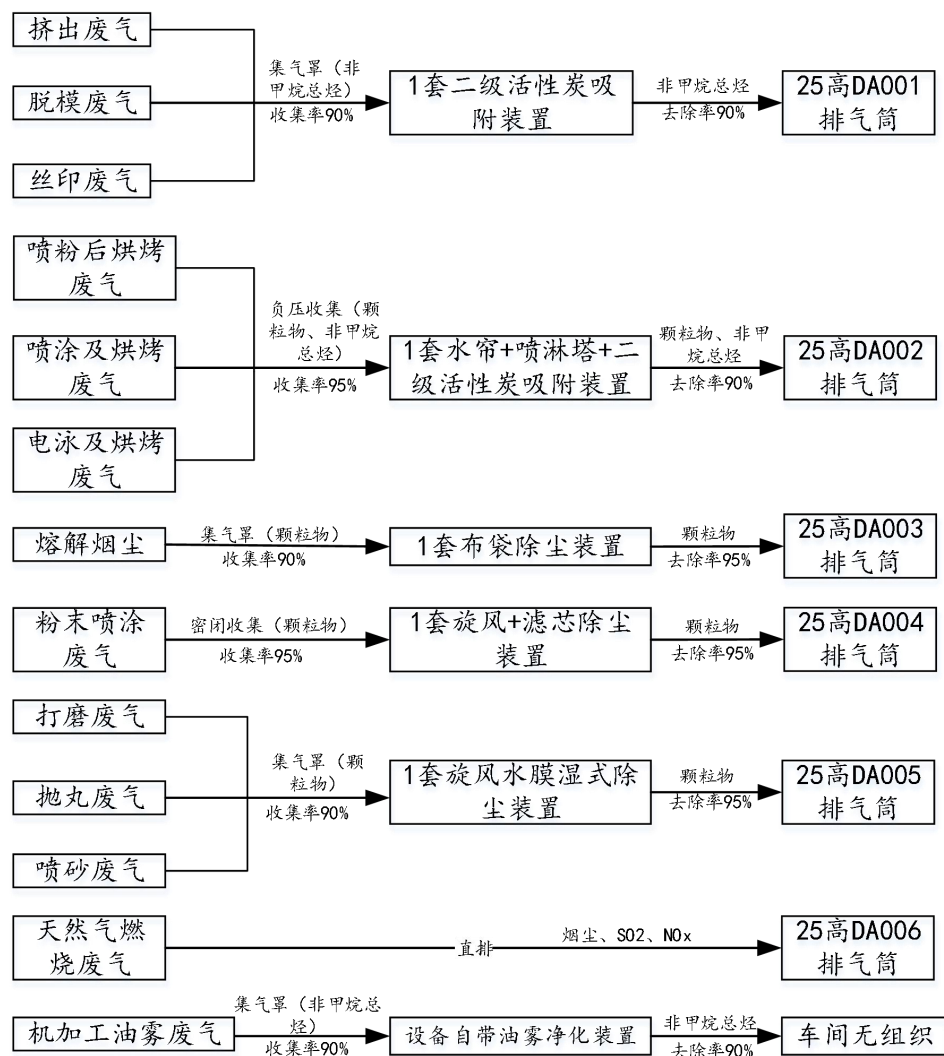 挤出废气
脱模废气
丝印废气
集气罩（非
甲烷总烃）
收集率90%
1套二级活性炭吸
附装置
非甲烷总烃
去除率90%
25高DA001
排气筒
喷粉后烘烤
废气
喷涂及烘烤
废气
电泳及烘烤
废气
负压收集（颗
粒物、非甲烷
总烃）
收集率95%
1套水帘+喷淋塔+二
级活性炭吸附装置
颗粒物、非甲
烷总烃
去除率90%
25高DA002
排气筒
熔解烟尘
集气罩（颗粒物）
收集率90%
1套布袋除尘装置
颗粒物
去除率95%
25高DA003
排气筒
粉末喷涂
废气
密闭收集（颗粒物）
收集率95%
1套旋风+滤芯除尘
装置
颗粒物
去除率95%
25高DA004
排气筒
打磨废气
抛丸废气
喷砂废气
集气罩（颗
粒物）
收集率90%
1套旋风水膜湿式除
尘装置
颗粒物
去除率95%
25高DA005
排气筒
天然气燃
烧废气
直排
烟尘、SO2、NOx
25高DA006
排气筒
机加工油雾废气
集气罩（非甲烷总
烃）
收集率90%
设备自带油雾净化装置
非甲烷总烃
去除率90%
车间无组织